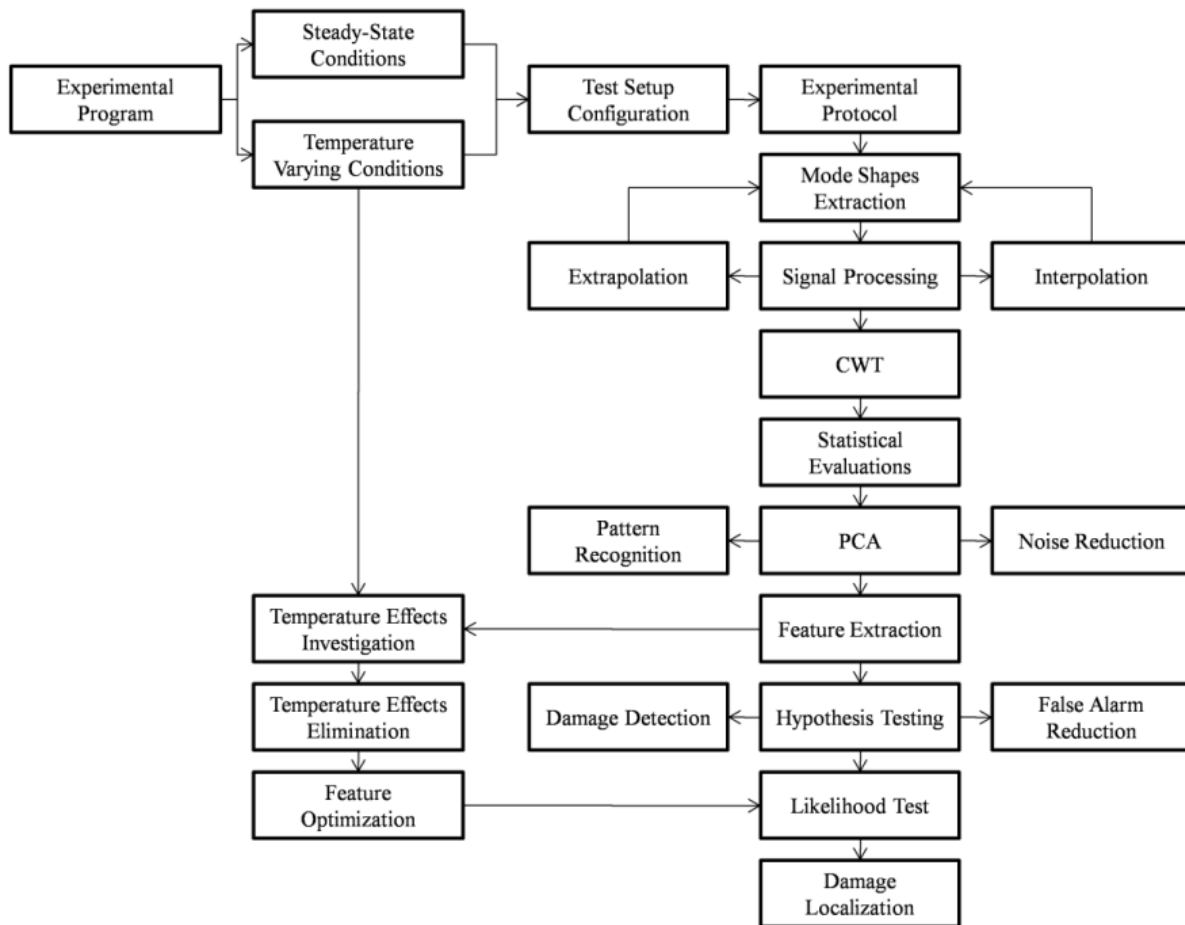 Steady-State
Conditions
Experimental
Program
Test Setup
Configuration
Experimental
Protocol
Temperature
Varying Conditions
Mode Shapes
Extraction
Extrapolation
Signal Processing
Interpolation
CWT
Statistical
Evaluations
Pattern
Recognition
PCA
Noise Reduction
Temperature Effects
Investigation
Feature Extraction
Temperature Effects
Elimination
Damage Detection
Hypothesis Testing
False Alarm
Reduction
Feature
Optimization
Likelihood Test
Damage
Localization